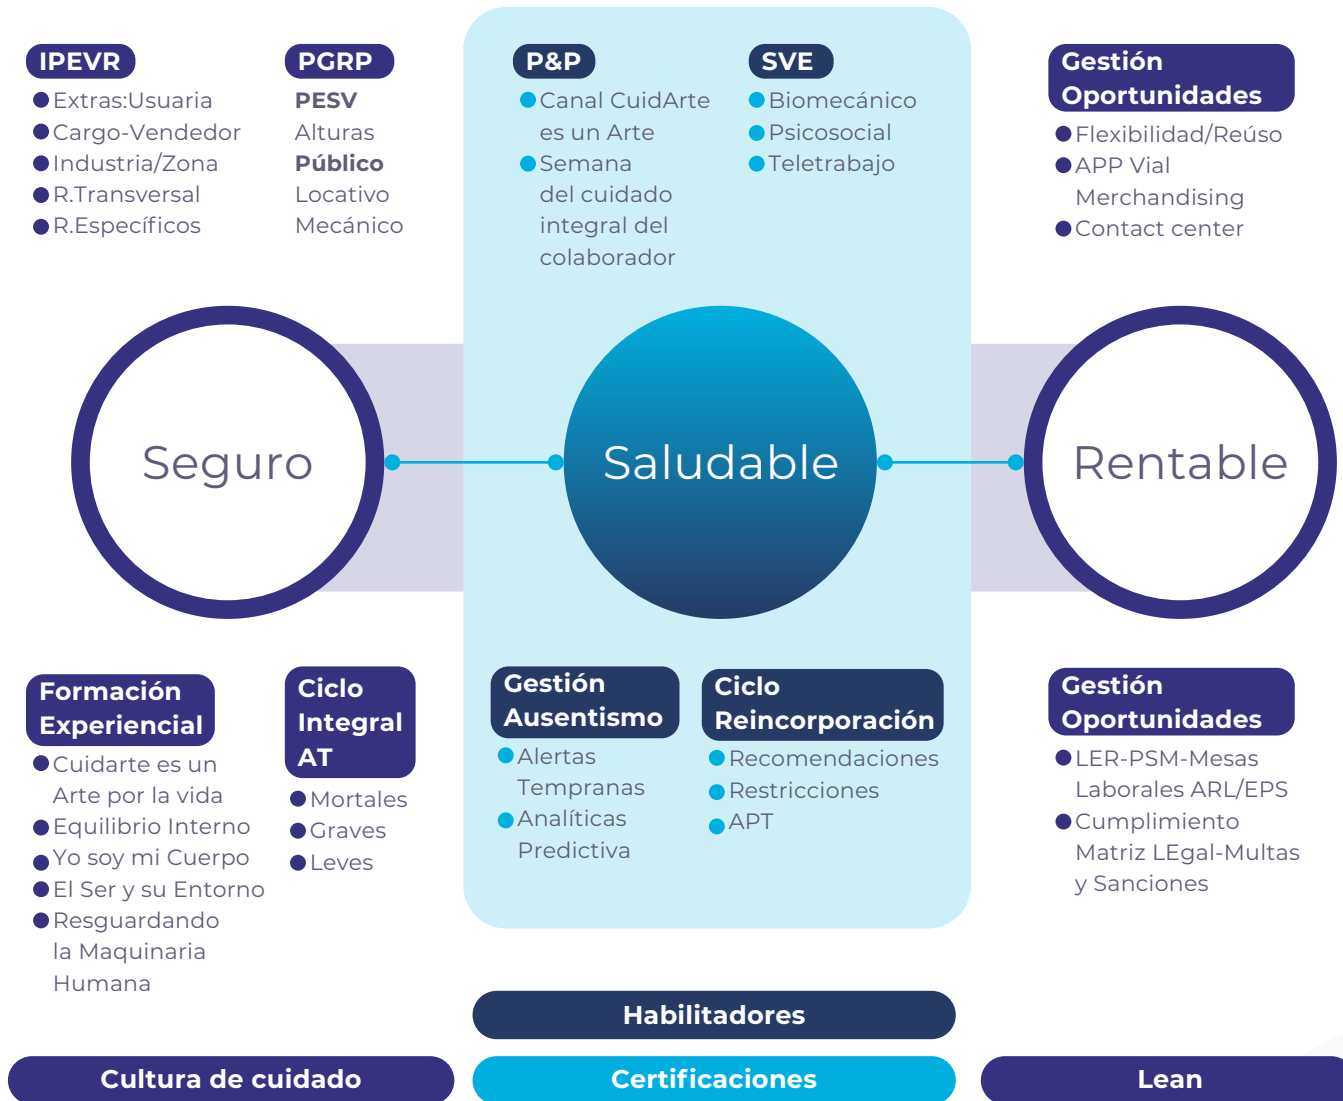 IPEVR
Extras:Usuaria
Cargo-Vendedor
Industria/Zona
R.Transversal
R.Específicos
PGRP
PESV
Alturas
Público
Locativo
Mecánico
P&P
Canal CuidArte
es un Arte
Semana
del cuidado
integral del
colaborador
SVE
Biomecánico
Psicosocial
Teletrabajo
Gestión
Oportunidades
Flexibilidad/Reúso
APP Vial
Merchandising
Contact center
Seguro
Saludable
Rentable
Formación
Experiencial
Cuidarte es un
Arte por la vida
Equilibrio Interno
Yo soy mi Cuerpo
El Ser y su Entorno
Resguardando
la Maquinaria
Humana
Ciclo
Integral
AT
Mortales
Graves
Leves
Gestión
Ausentismo
Alertas
Tempranas
Analíticas
Predictiva
Ciclo
Reincorporación
Recomendaciones
Restricciones
APT
Gestión
Oportunidades
LER-PSM-Mesas
Laborales ARL/EPS
Cumplimiento
Matriz LEgal-Multas
y Sanciones
Habilitadores
Cultura de cuidado
Certificaciones
Lean